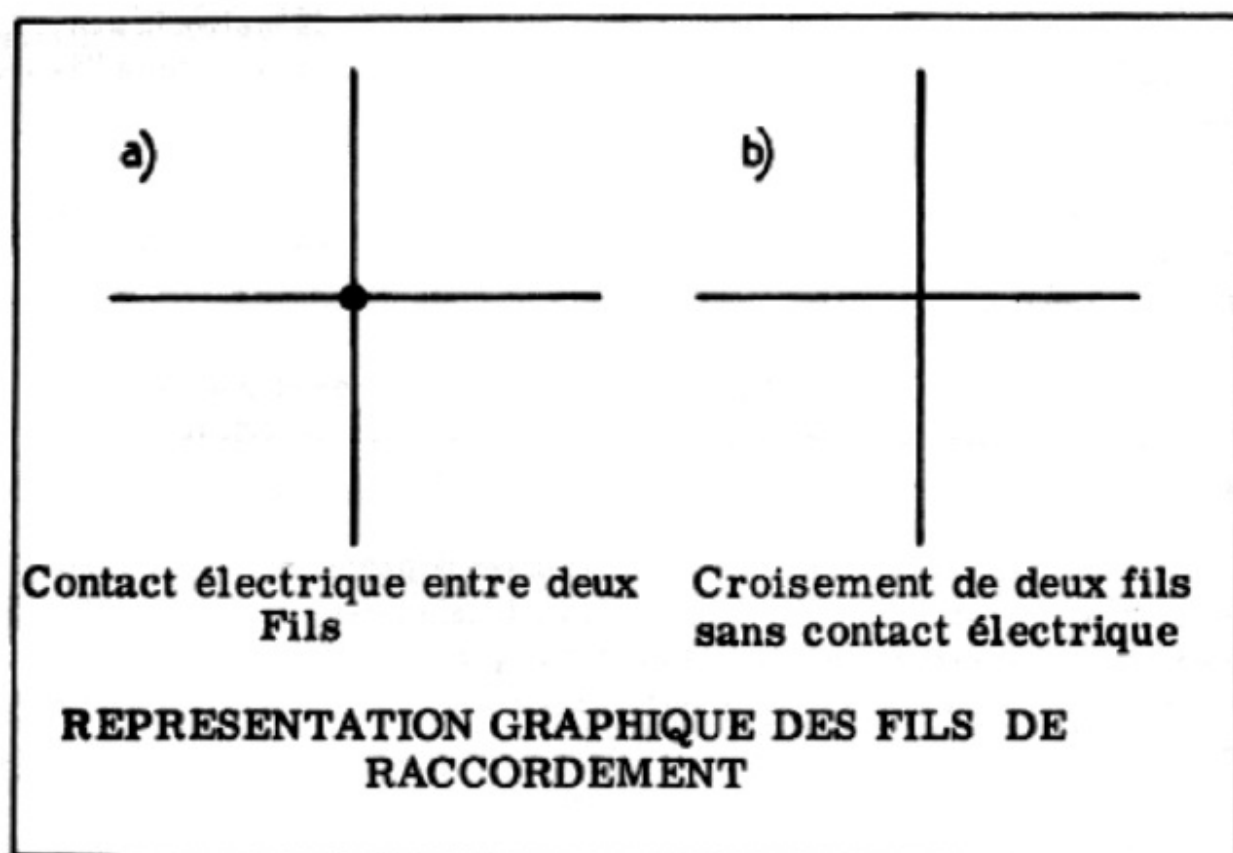 a)
b)
Contact électrique entre deux
Fils
Croisement de deux fils
sans contact électrique
REPRESENTATION GRAPHIQUE DES FILS DE
RACCORDEMENT